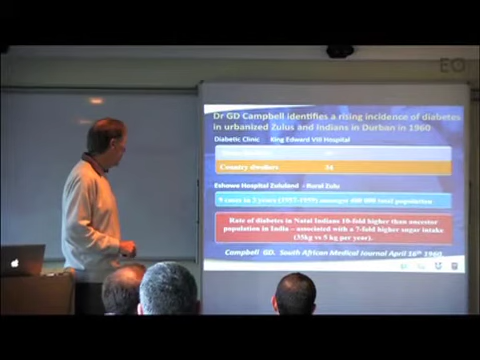 EQ
Dr GD Campbell identifies a rising incidence of diabetes
in urbanized Zulus and Indians in Durban in 1960
Diabetic Clinic King Edward VIII Hospital
Country dwellers
Eshowe Hospital Zululand - Rural Zulu
9 cases in 3 years (1957-1959) amongst 400 000 total population
Rate of diabetes in Natal Indians 10-fold higher than ancestor
population in India – associated with a 7-fold higher sugar intake
(35kg vs 5 kg per year).
Campbell GD. South African Medical Journal April 16th 1960